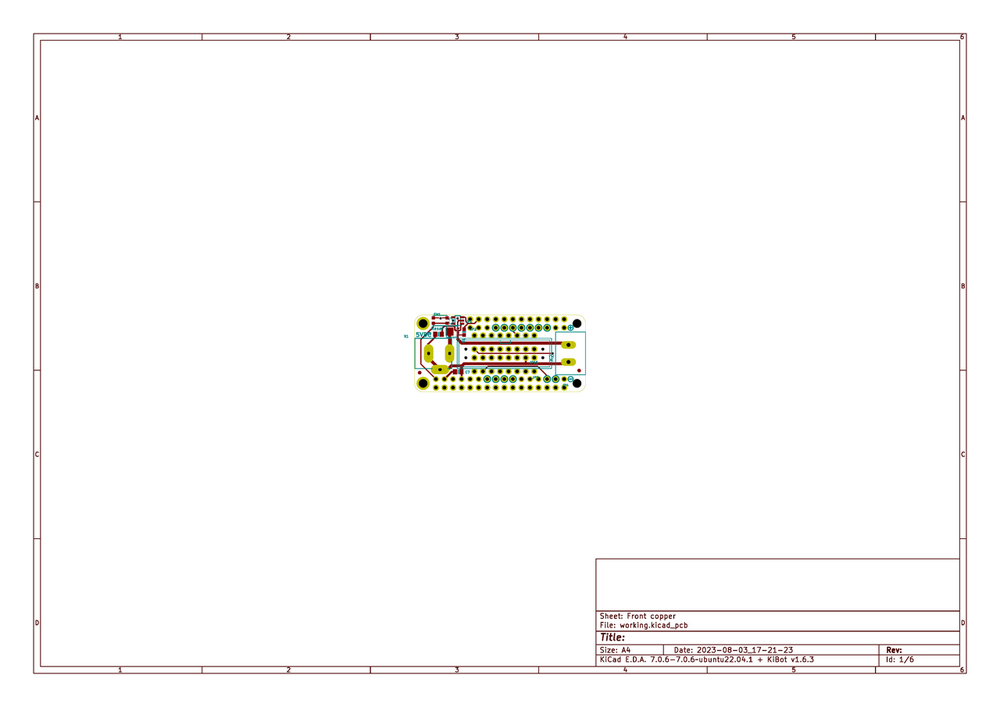 1 2 3 4 5 6
A A
B B
C C
D D
Sheet: Front copper
File: working.kicad_pcb
Title:
Size: A4 Date: 2023-08-03_17-21-23 Rev:
KiCad E.D.A. 7.0.6-7.0.6-ubuntu22.04.1 + KiBot v1.6.3 Id: 1/6
1 2 3 4 5 6